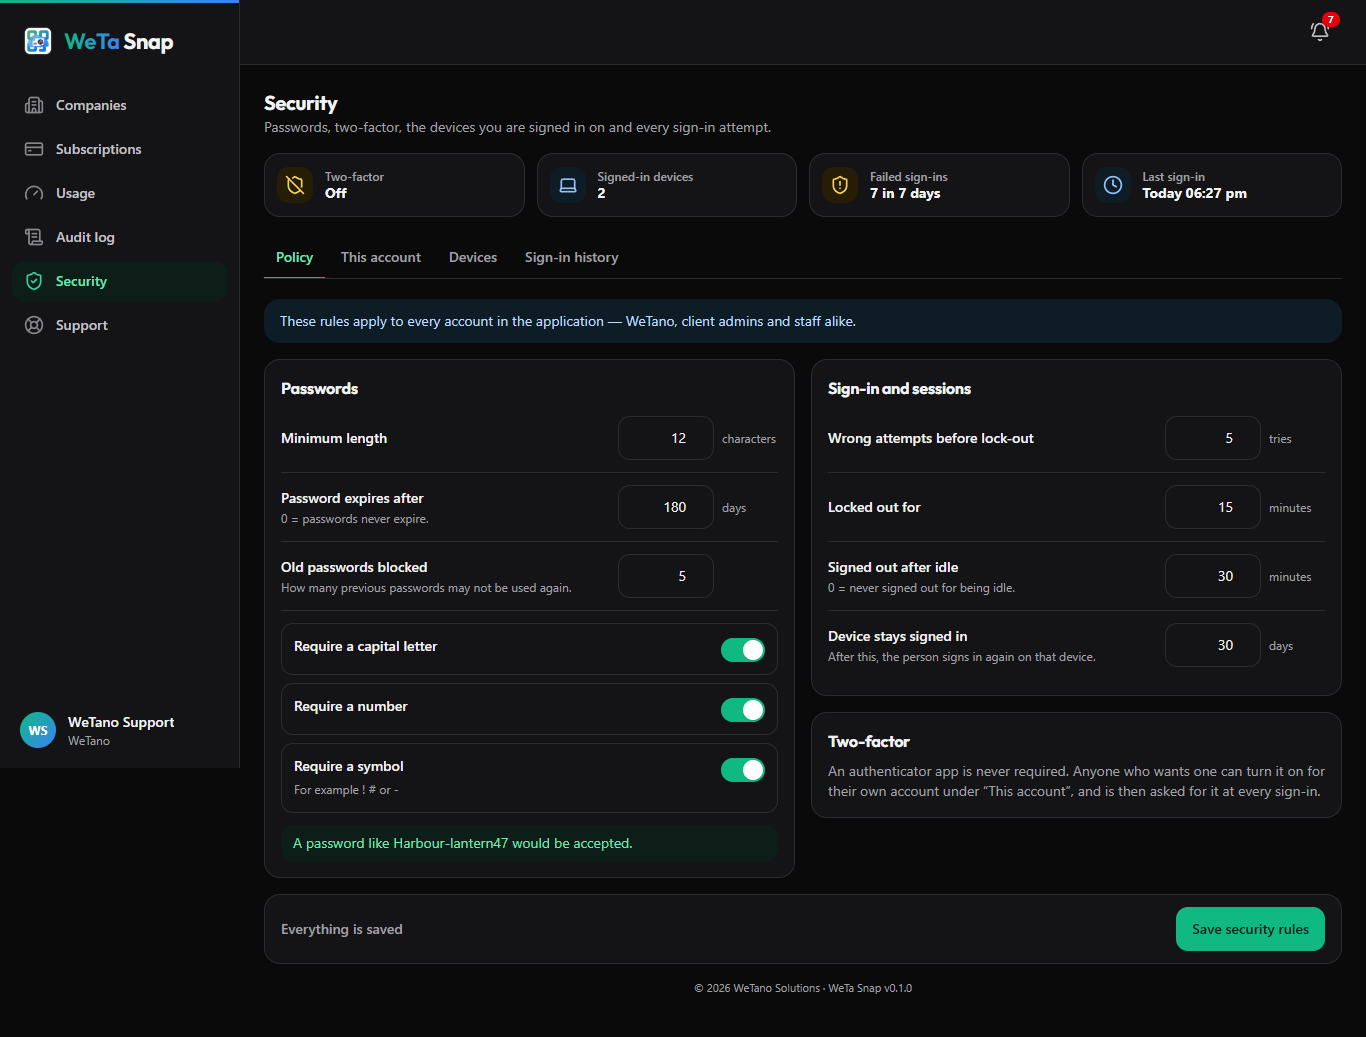 WeTa Snap
7
Companies
Subscriptions
Usage
Audit log
Security
Support
WS
WeTano Support
WeTano
Security
Passwords, two-factor, the devices you are signed in on and every sign-in attempt.
Two-factor
Off
Signed-in devices
2
Failed sign-ins
7 in 7 days
Last sign-in
Today 06:27 pm
Policy
This account
Devices
Sign-in history
These rules apply to every account in the application — WeTano, client admins and staff alike.
Passwords
Minimum length
12 characters
Password expires after
0 = passwords never expire.
180 days
Old passwords blocked
How many previous passwords may not be used again.
5
Require a capital letter
Require a number
Require a symbol
For example ! # or -
A password like Harbour-lantern47 would be accepted.
Sign-in and sessions
Wrong attempts before lock-out
5 tries
Locked out for
15 minutes
Signed out after idle
0 = never signed out for being idle.
30 minutes
Device stays signed in
After this, the person signs in again on that device.
30 days
Two-factor
An authenticator app is never required. Anyone who wants one can turn it on for
their own account under “This account”, and is then asked for it at every sign-in.
Everything is saved
Save security rules
© 2026 WeTano Solutions · WeTa Snap v0.1.0